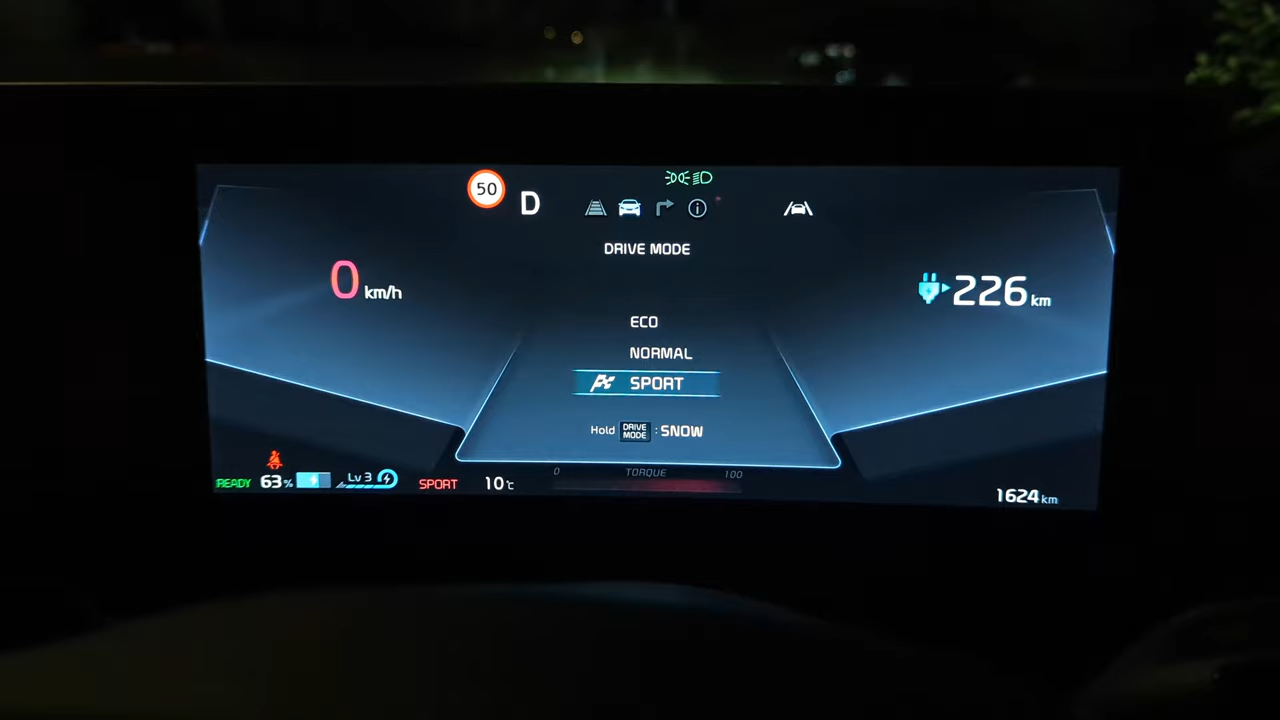 50
D
DRIVE MODE
0 km/h
226 km
ECO
NORMAL
SPORT
Hold DRIVE MODE : SNOW
0 TORQUE 100
READY 63% Lv 3 SPORT 10℃
1624 km